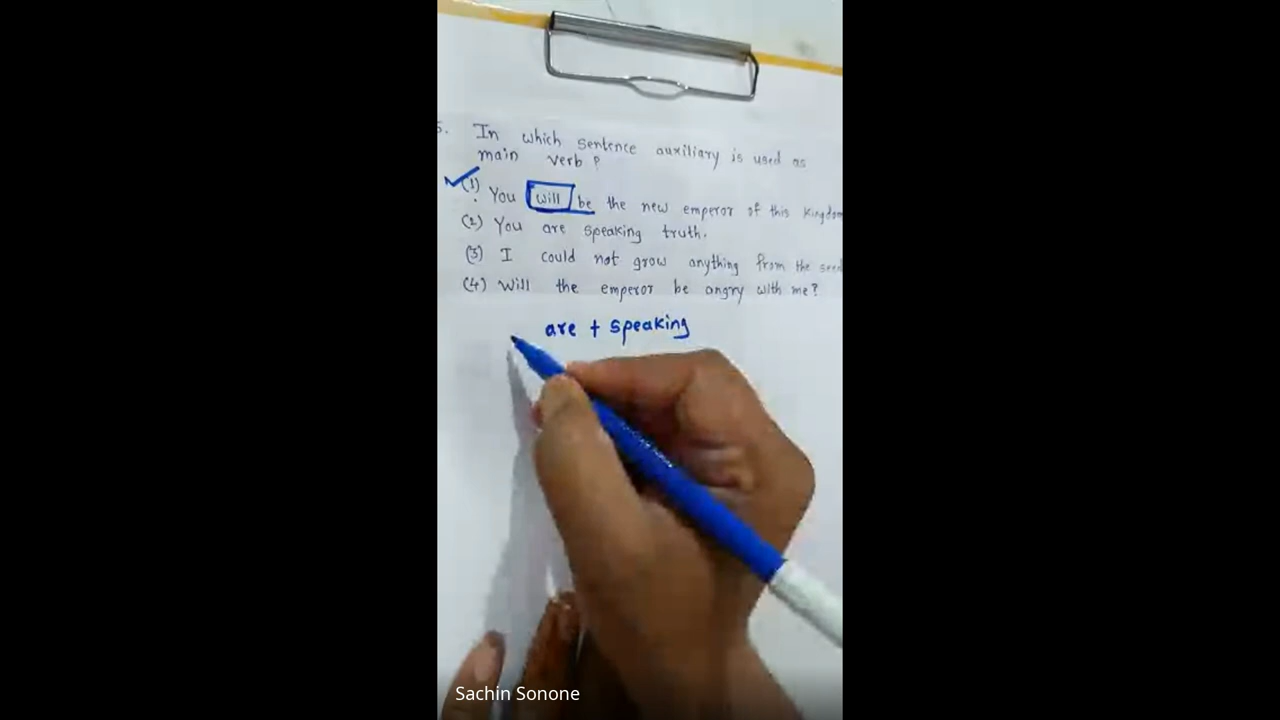 5. In which sentence auxiliary is used as
main verb?
(1) You will be the new emperor of this kingdom
(2) You are speaking truth.
(3) I could not grow anything from the seed
(4) Will the emperor be angry with me?
are + speaking
Sachin Sonone